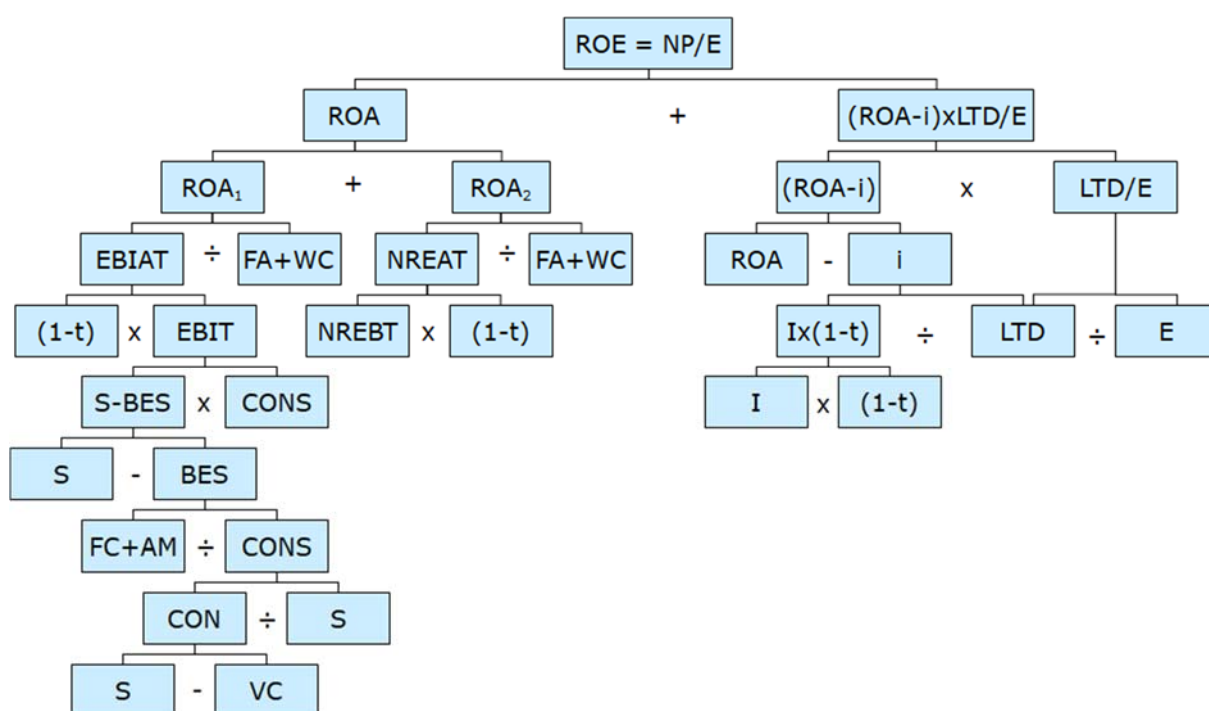 ROE = NP/E
ROA + (ROA-i)xLTD/E
ROA₁ + ROA₂ (ROA-i) x LTD/E
EBIAT ÷ FA+WC NREAT ÷ FA+WC ROA - i
(1-t) x EBIT NREBT x (1-t) Ix(1-t) ÷ LTD ÷ E
S-BES x CONS I x (1-t)
S - BES
FC+AM ÷ CONS
CON ÷ S
S - VC